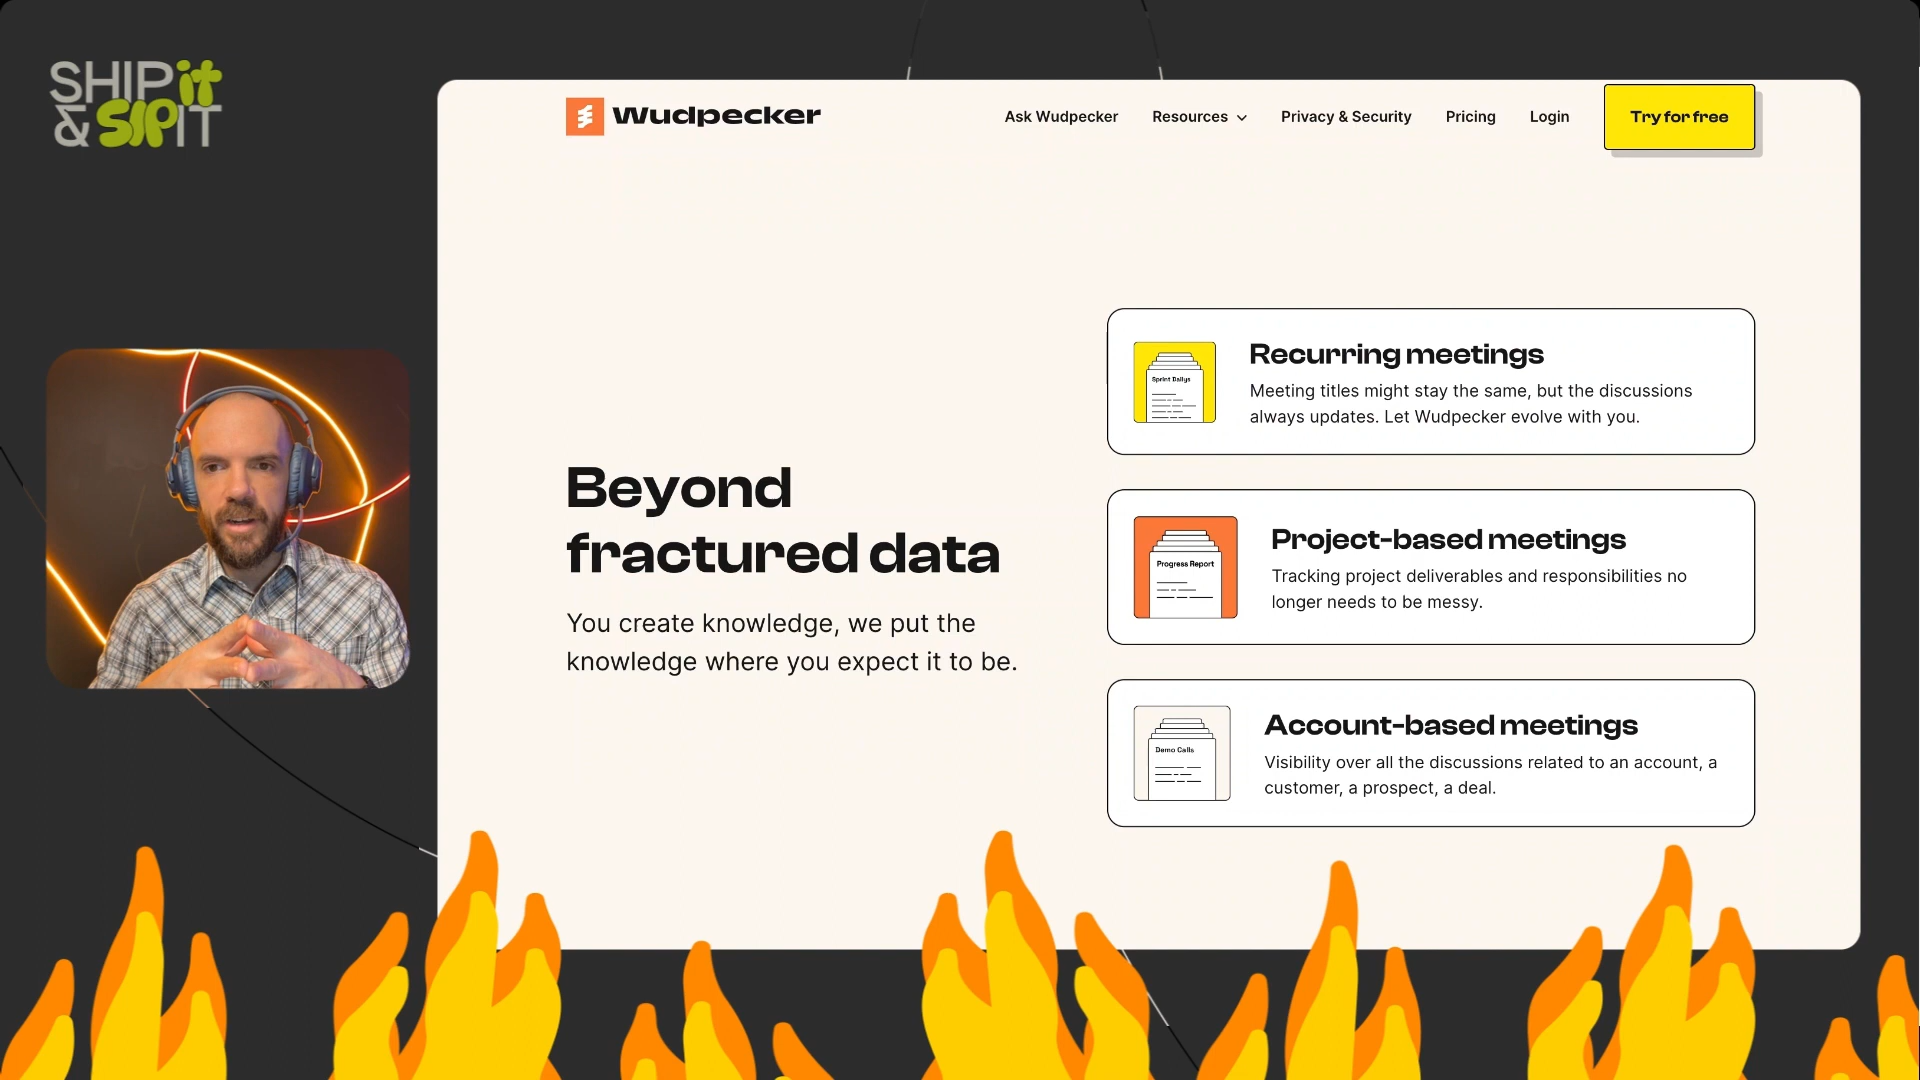 SHIP it
& SIP IT
Wudpecker
Ask Wudpecker
Resources
Privacy & Security
Pricing
Login
Try for free
Beyond
fractured data
You create knowledge, we put the
knowledge where you expect it to be.
Sprint Dailys
Recurring meetings
Meeting titles might stay the same, but the discussions
always updates. Let Wudpecker evolve with you.
Progress Report
Project-based meetings
Tracking project deliverables and responsibilities no
longer needs to be messy.
Demo Calls
Account-based meetings
Visibility over all the discussions related to an account, a
customer, a prospect, a deal.